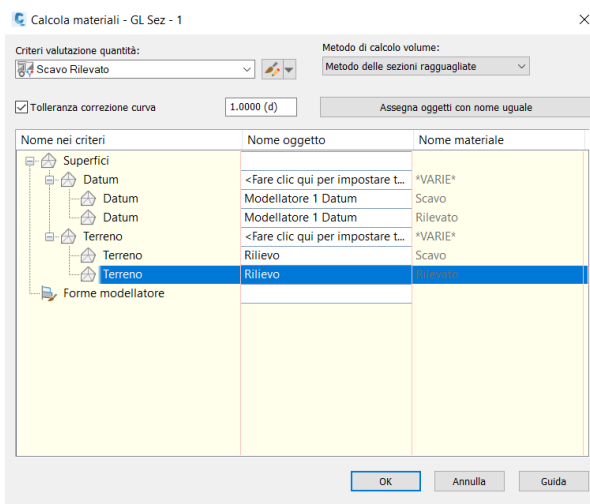 Calcola materiali - GL Sez - 1
Criteri valutazione quantità:
Metodo di calcolo volume:
Scavo Rilevato
Metodo delle sezioni ragguagliate
Tolleranza correzione curva
1.0000 (d)
Assegna oggetti con nome uguale
Nome nei criteri Nome oggetto Nome materiale
Superfici
Datum <Fare clic qui per impostare t... *VARIE*
Datum Modellatore 1 Datum Scavo
Datum Modellatore 1 Datum Rilevato
Terreno <Fare clic qui per impostare t... *VARIE*
Terreno Rilievo Scavo
Terreno Rilievo Rilevato
Forme modellatore
OK Annulla Guida